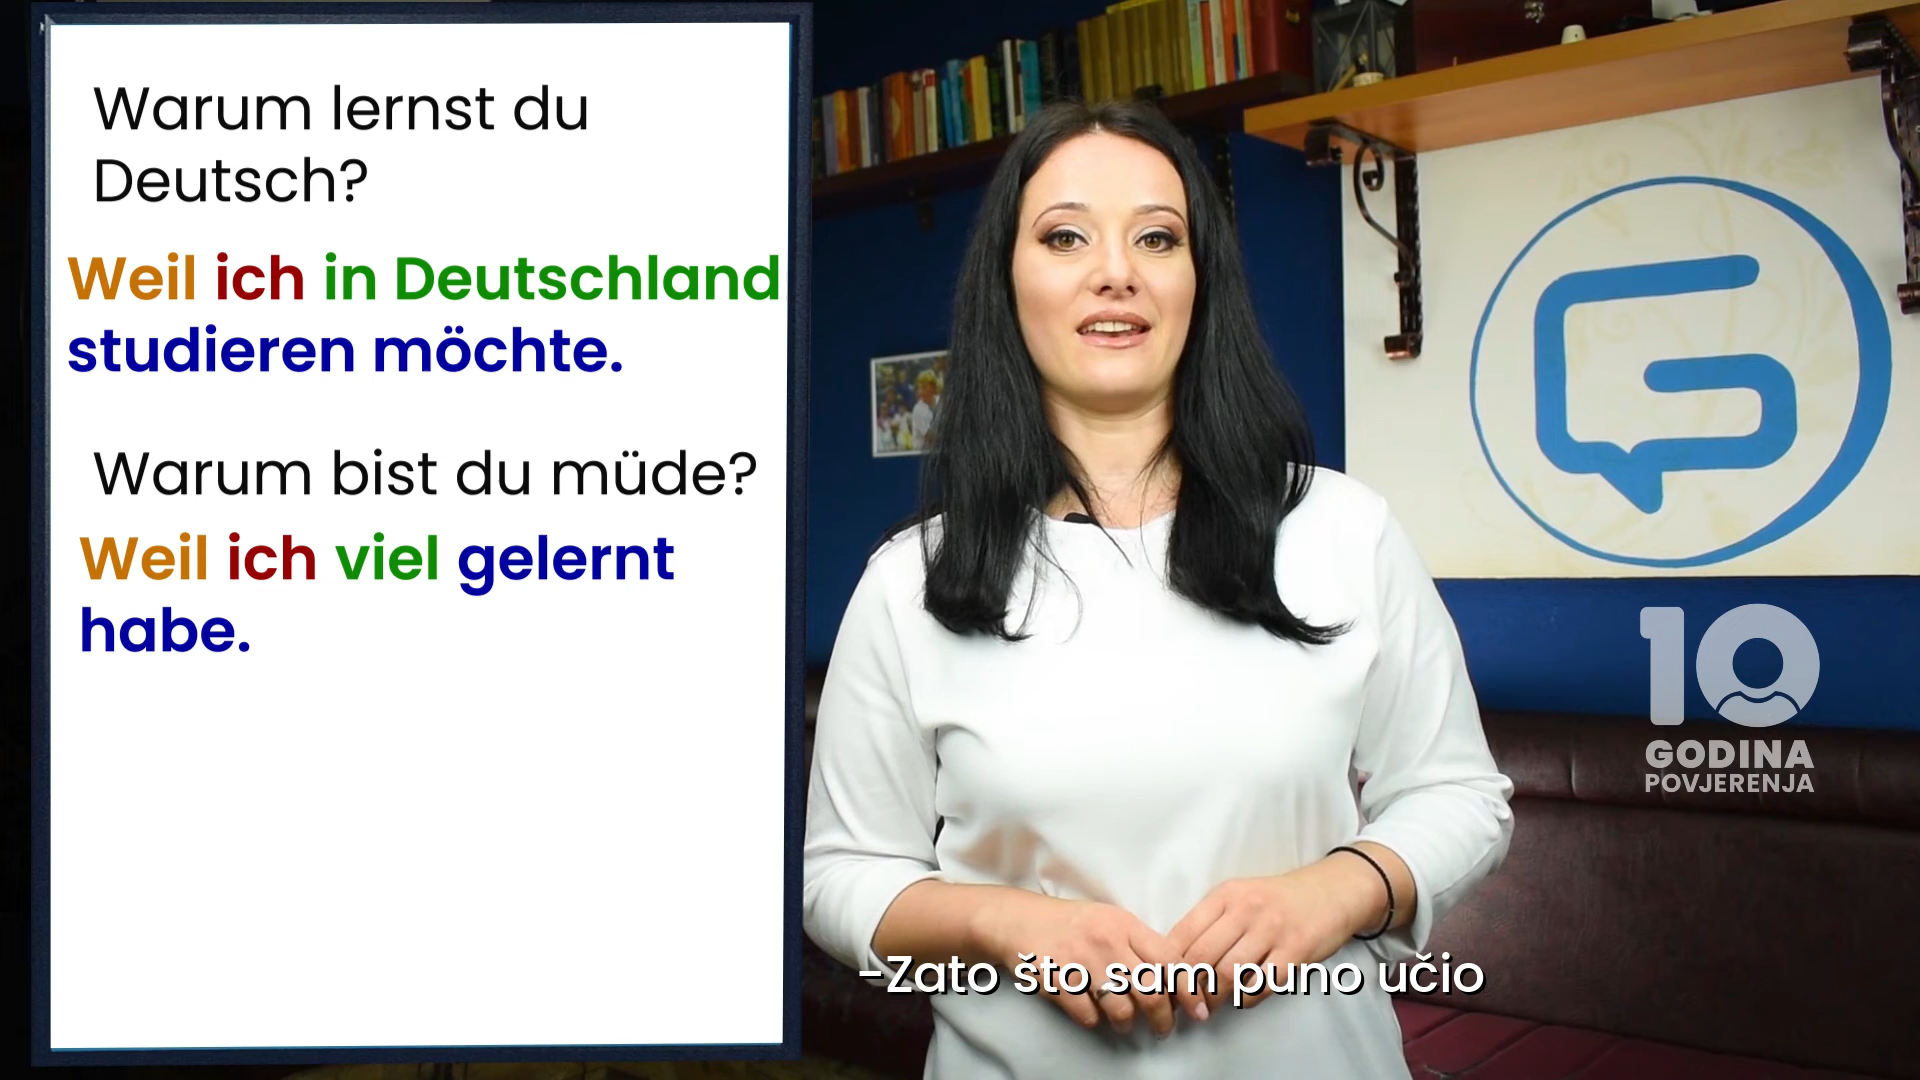 Warum lernst du
Deutsch?
Weil ich in Deutschland
studieren möchte.
Warum bist du müde?
Weil ich viel gelernt
habe.
10
GODINA
POVJERENJA
-Zato što sam puno učio